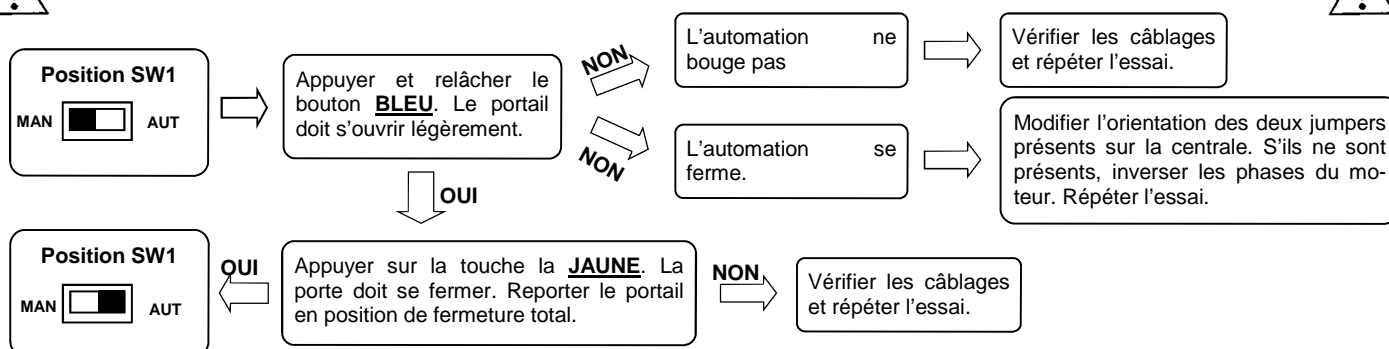 Position SW1
MAN AUT
Appuyer et relâcher le
bouton BLEU. Le portail
doit s’ouvrir légèrement.
NON
L’automation ne
bouge pas
Vérifier les câblages
et répéter l’essai.
NON
L’automation se
ferme.
Modifier l’orientation des deux jumpers
présents sur la centrale. S’ils ne sont
présents, inverser les phases du mo-
teur. Répéter l’essai.
OUI
Appuyer sur la touche la JAUNE. La
porte doit se fermer. Reporter le portail
en position de fermeture total.
NON
Vérifier les câblages
et répéter l’essai.
OUI
Position SW1
MAN AUT